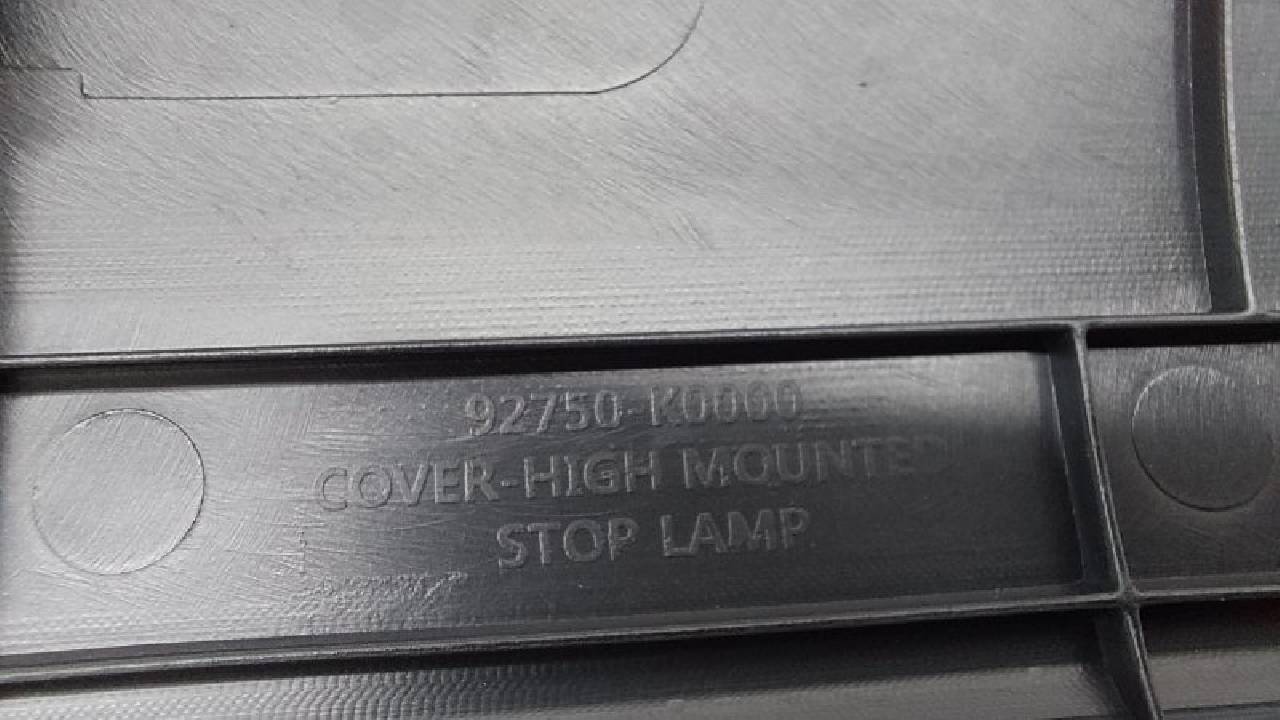 92750-K0000
COVER-HIGH MOUNTED
STOP LAMP